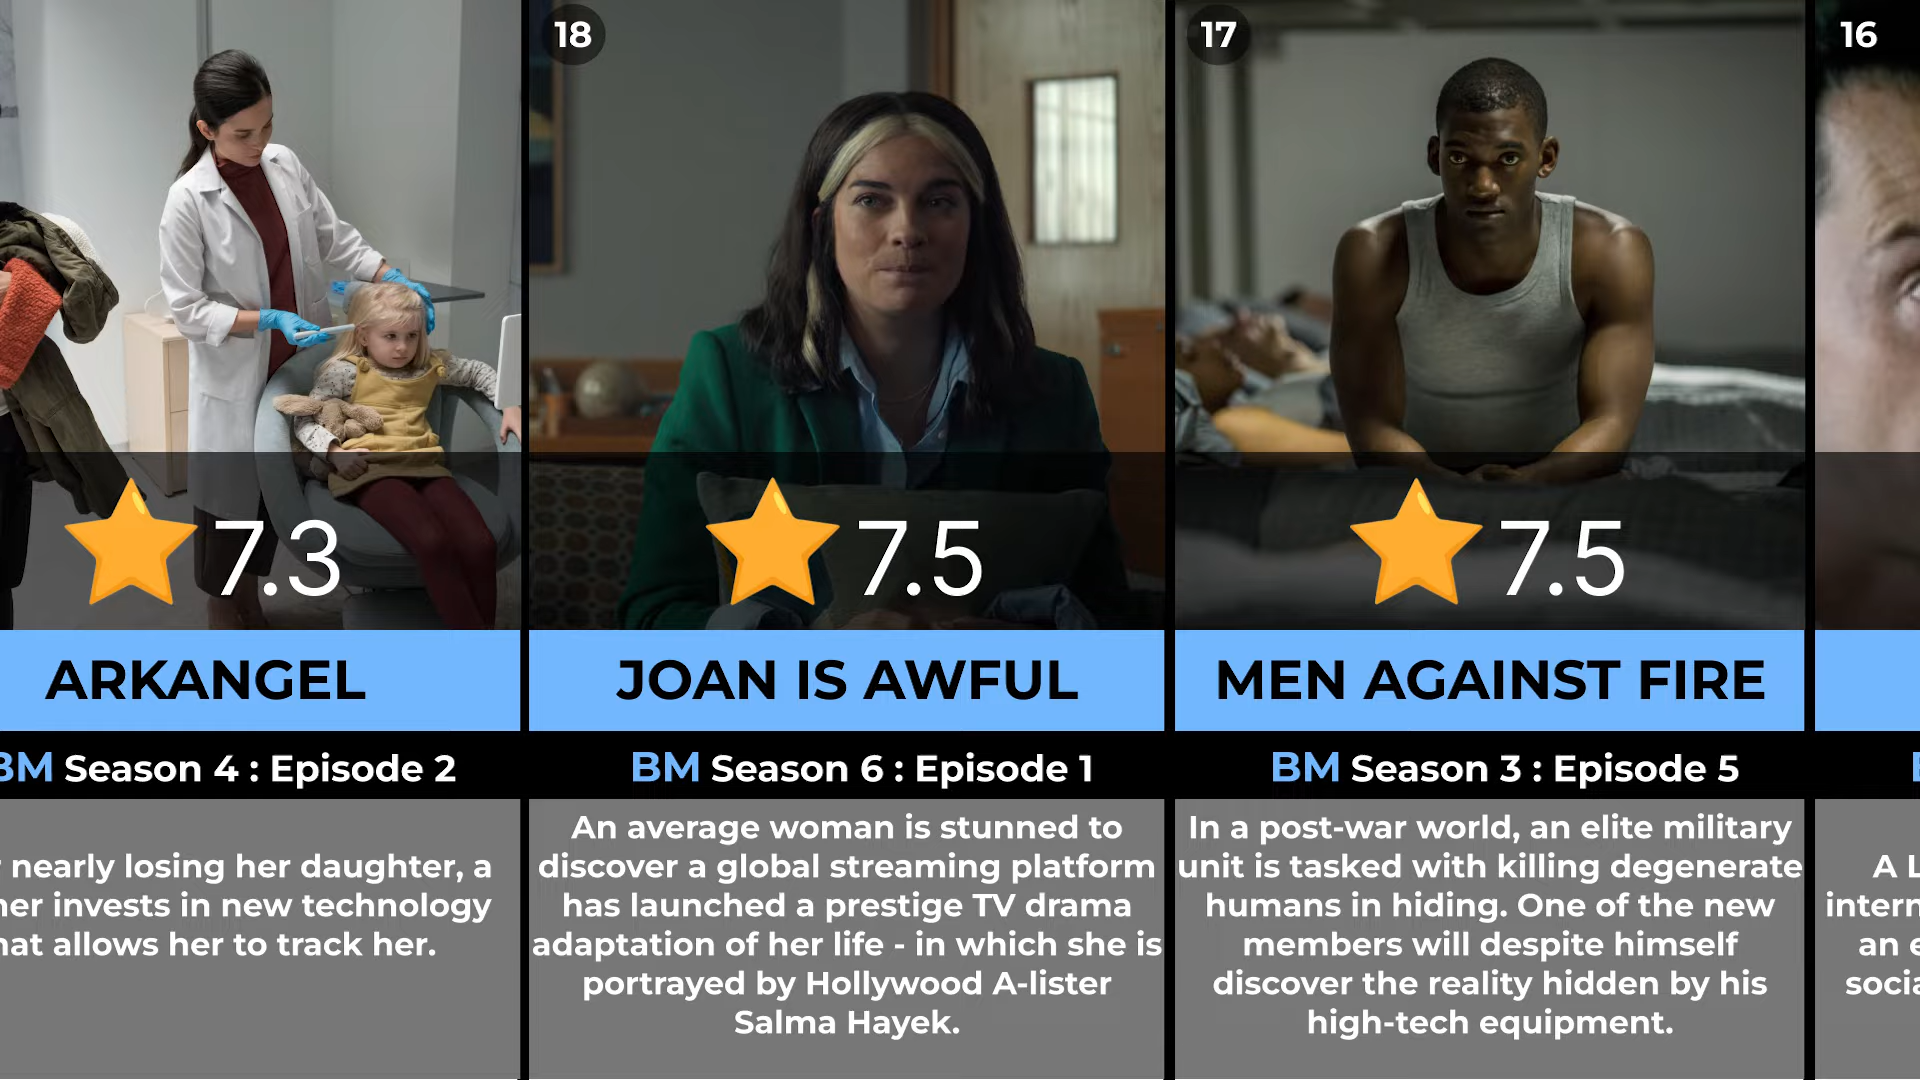 7.3
ARKANGEL
BM Season 4 : Episode 2
nearly losing her daughter, a
invests in new technology
allows her to track her.
18
7.5
JOAN IS AWFUL
BM Season 6 : Episode 1
An average woman is stunned to
discover a global streaming platform
has launched a prestige TV drama
adaptation of her life - in which she is
portrayed by Hollywood A-lister
Salma Hayek.
17
7.5
MEN AGAINST FIRE
BM Season 3 : Episode 5
In a post-war world, an elite military
unit is tasked with killing degenerate
humans in hiding. One of the new
members will despite himself
discover the reality hidden by his
high-tech equipment.
16
A
an